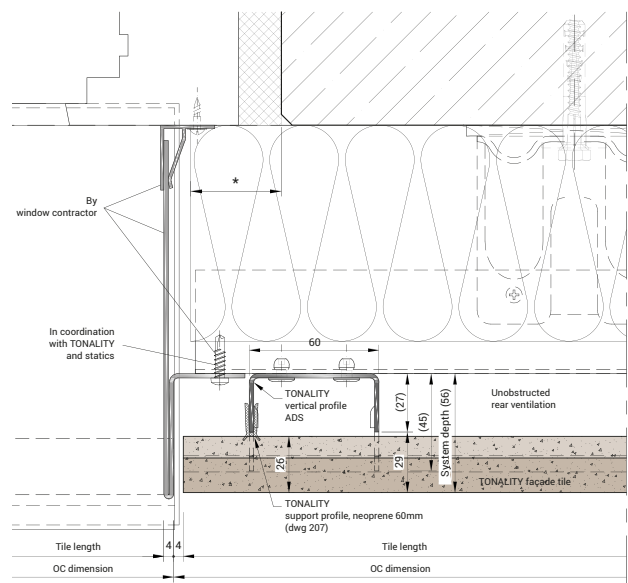 *
By
window contractor
In coordination
with TONALITY
and statics
60
TONALITY
vertical profile
ADS
(27)
(45)
System depth (56)
Unobstructed
rear ventilation
26
29
TONALITY façade tile
TONALITY
support profile, neoprene 60mm
(dwg 207)
Tile length
4 4
Tile length
OC dimension
OC dimension